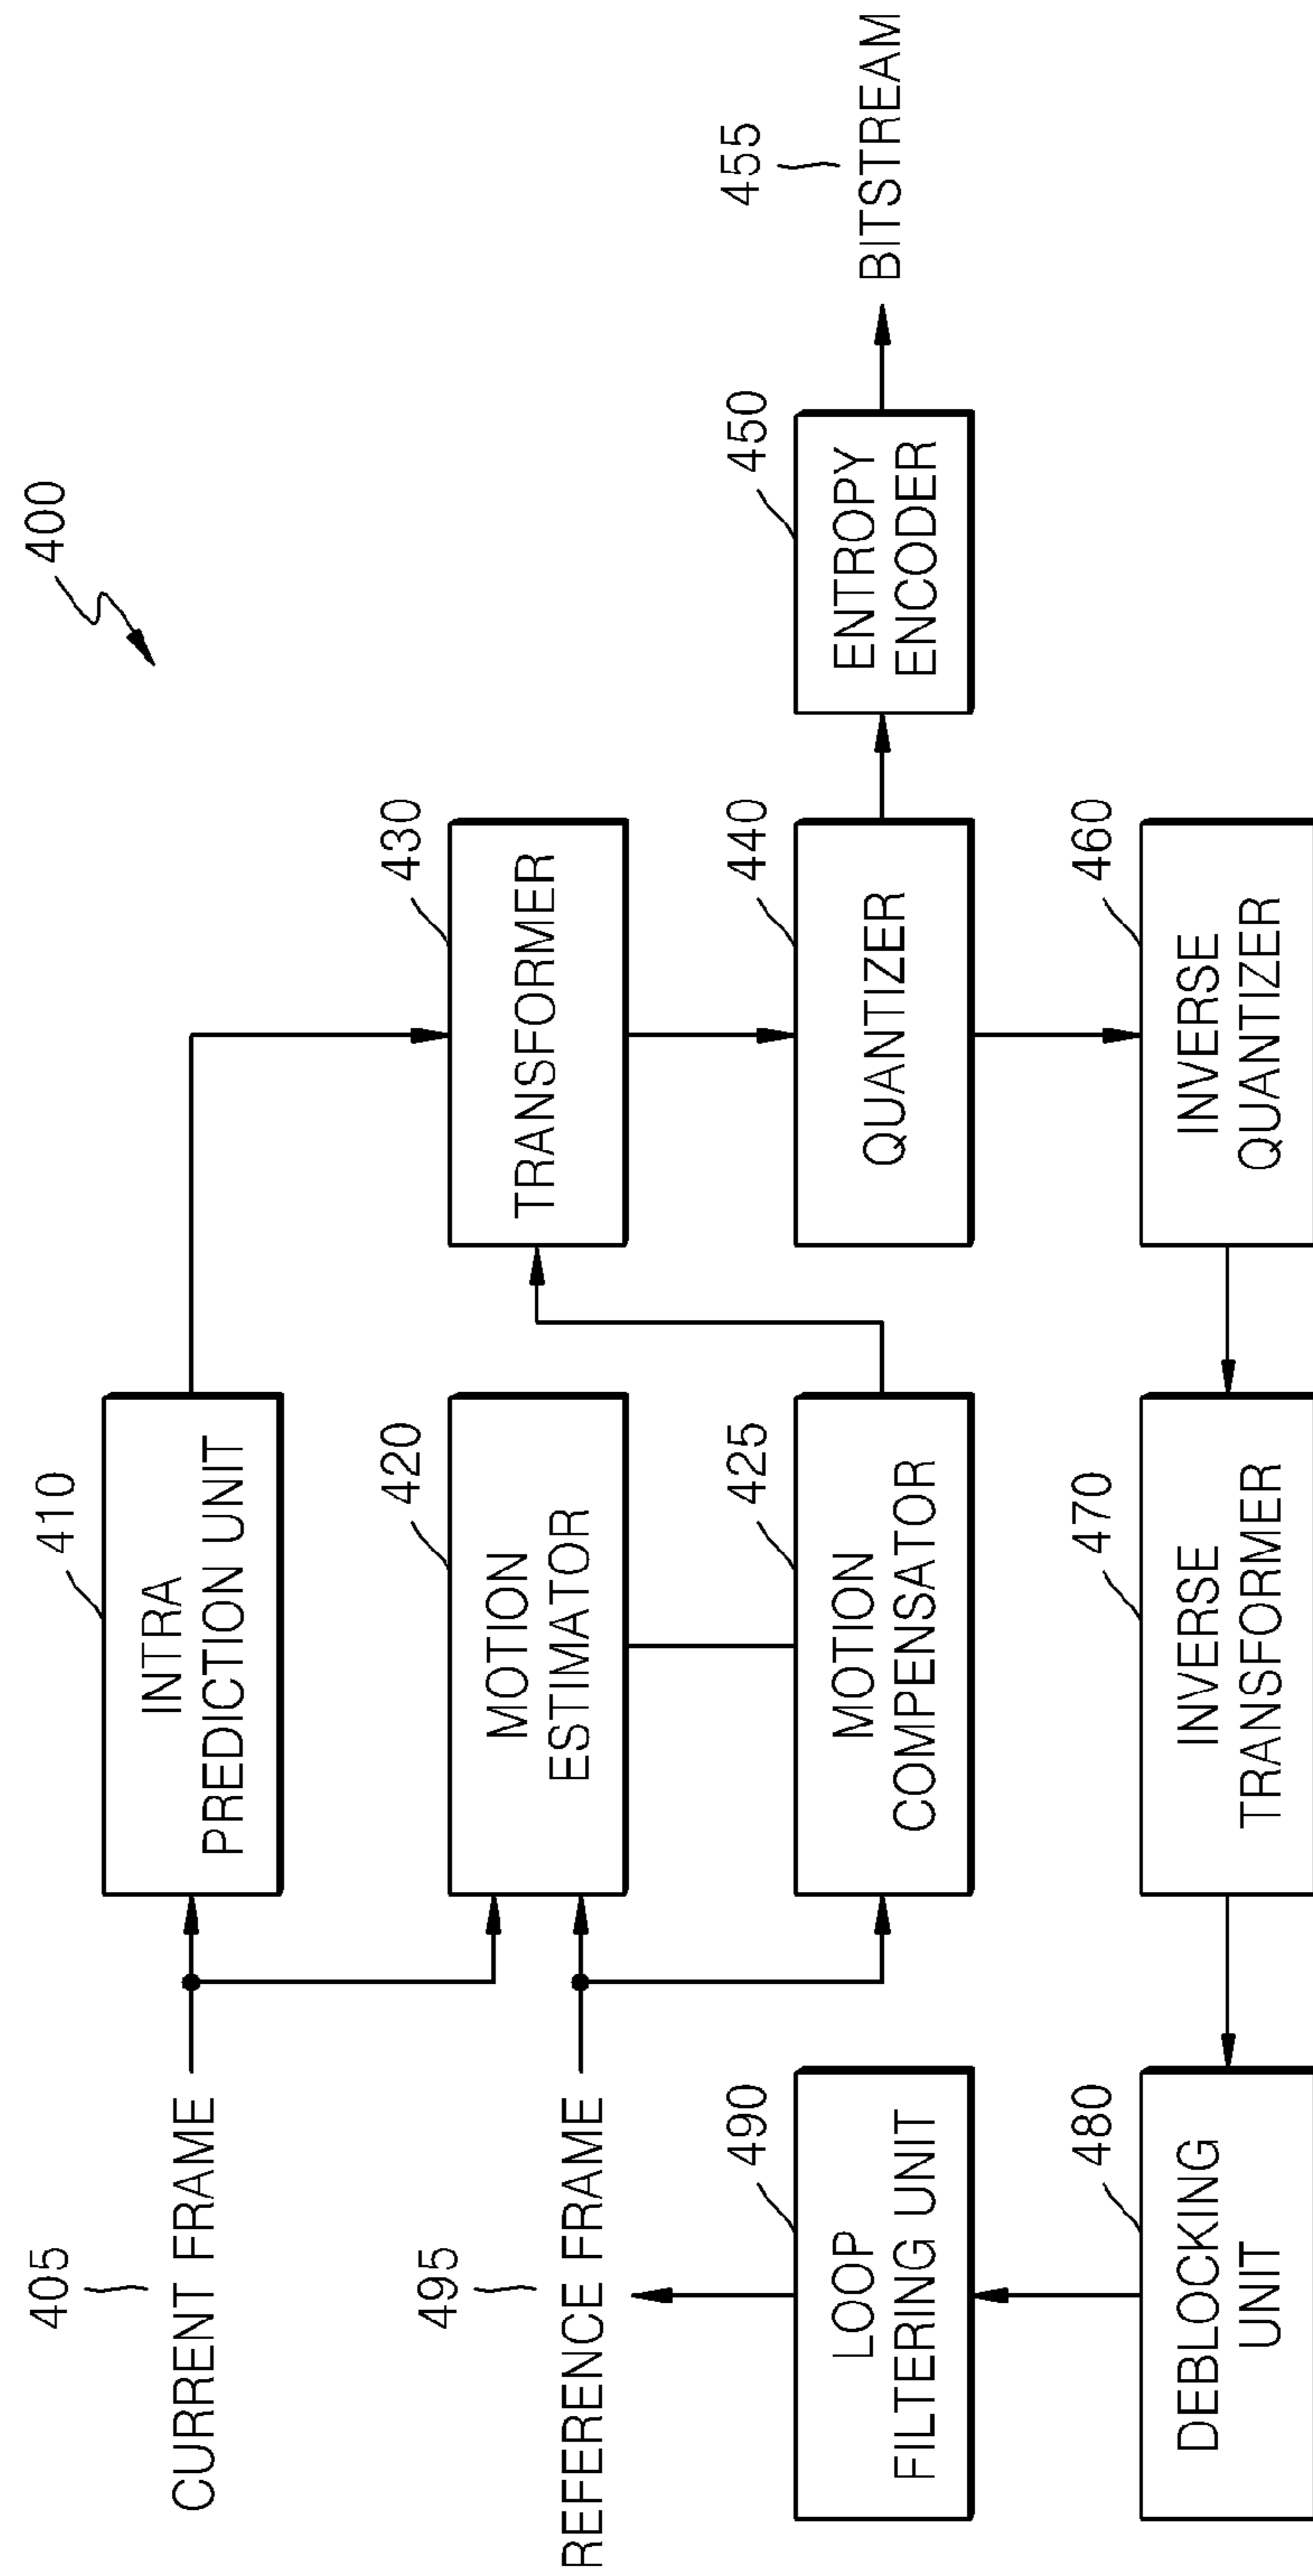 400
405
CURRENT FRAME
410
INTRA
PREDICTION UNIT
495
REFERENCE FRAME
420
MOTION
ESTIMATOR
430
TRANSFORMER
490
LOOP
FILTERING UNIT
425
MOTION
COMPENSATOR
440
QUANTIZER
450
ENTROPY
ENCODER
455
BITSTREAM
480
DEBLOCKING
UNIT
470
INVERSE
TRANSFORMER
460
INVERSE
QUANTIZER